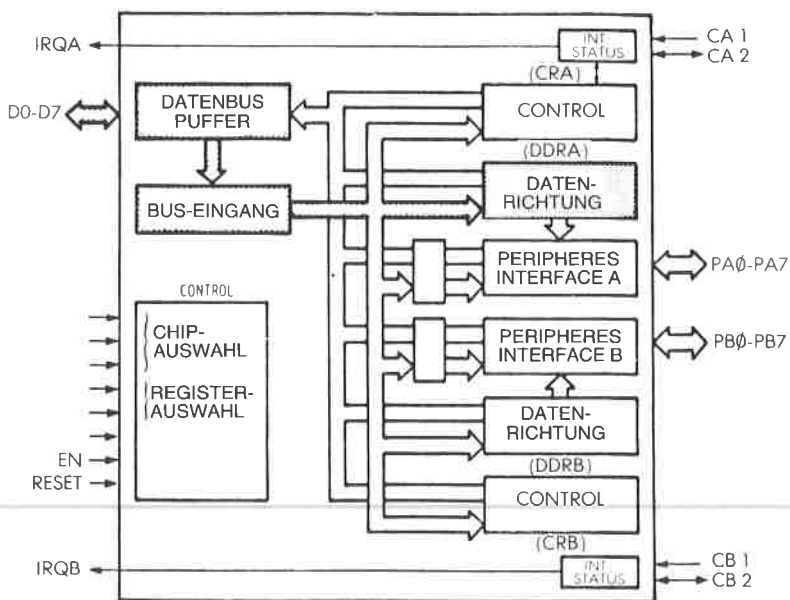 IRQA
INT
STATUS
CA 1
CA 2
(CRA)
D0-D7
DATENBUS
PUFFER
CONTROL
(DDRA)
BUS-EINGANG
DATEN-
RICHTUNG
PERIPHERES
INTERFACE A
PAØ-PA7
CONTROL
CHIP-
AUSWAHL
REGISTER-
AUSWAHL
PERIPHERES
INTERFACE B
PBØ-PB7
DATEN-
RICHTUNG
(DDRB)
EN
RESET
CONTROL
(CRB)
IRQB
INT
STATUS
CB 1
CB 2